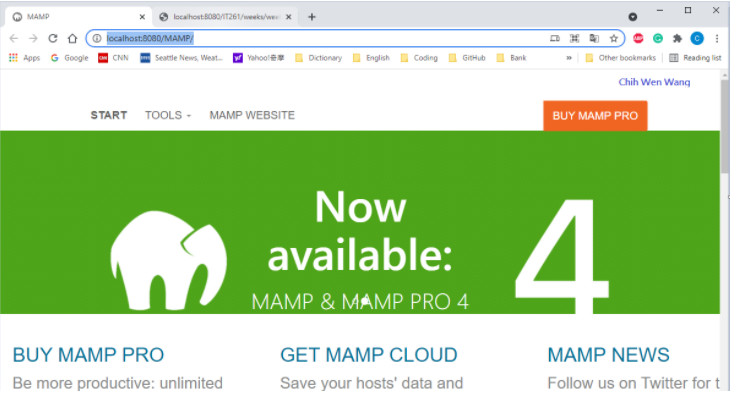 MAMP
localhost:8080/IT261/weeks/wee
localhost:8080/MAMP/
Apps Google CNN Seattle News, Weat... Yahoo!奇摩 Dictionary English Coding GitHub Bank » Other bookmarks Reading list
Chih Wen Wang
START TOOLS MAMP WEBSITE BUY MAMP PRO
Now
available:
4
MAMP & MAMP PRO 4
BUY MAMP PRO GET MAMP CLOUD MAMP NEWS
Be more productive: unlimited Save your hosts' data and Follow us on Twitter for t